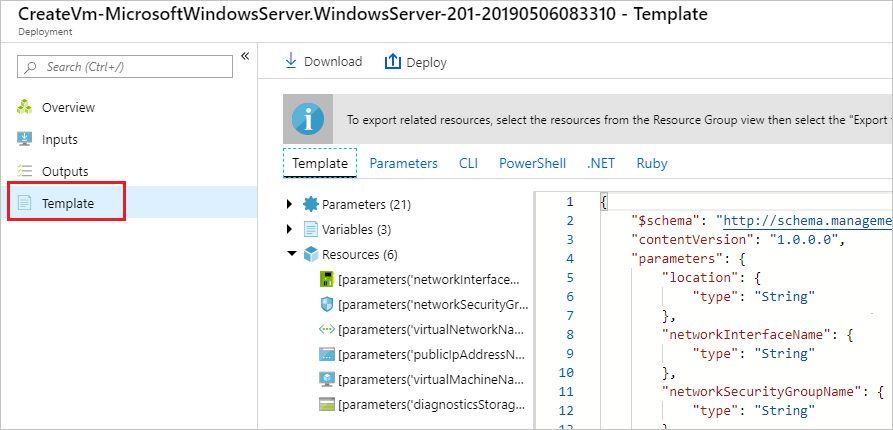 CreateVm-MicrosoftWindowsServer.WindowsServer-201-20190506083310 - Template
Deployment
Search (Ctrl+/)
«
Overview
Inputs
Outputs
Template
Download
Deploy
To export related resources, select the resources from the Resource Group view then select the "Export
Template
Parameters
CLI
PowerShell
.NET
Ruby
Parameters (21)
Variables (3)
Resources (6)
[parameters('networkInterface...
[parameters('networkSecurityGr...
[parameters('virtualNetworkNa...
[parameters('publicIpAddressN...
[parameters('virtualMachineNa...
[parameters('diagnosticsStorag...
1 {
2 "$schema": "http://schema.manageme
3 "contentVersion": "1.0.0.0",
4 "parameters": {
5 "location": {
6 "type": "String"
7 },
8 "networkInterfaceName": {
9 "type": "String"
10 },
11 "networkSecurityGroupName": {
12 "type": "String"